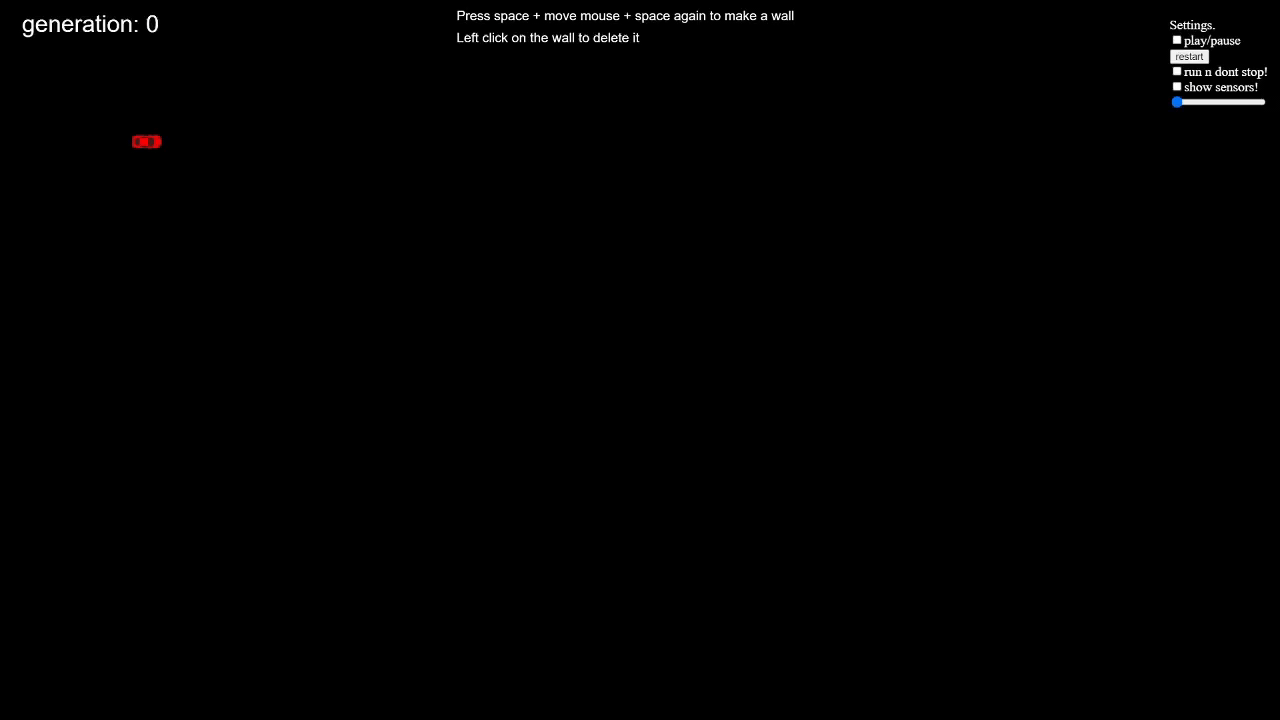 generation: 0
Press space + move mouse + space again to make a wall
Left click on the wall to delete it
Settings.
play/pause
restart
run n dont stop!
show sensors!